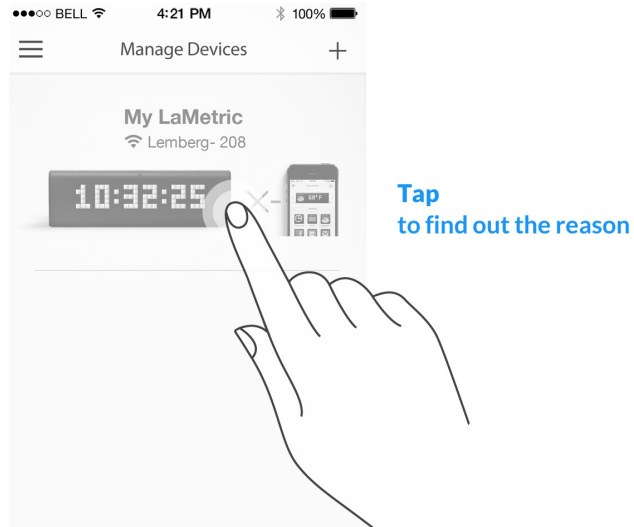 BELL 4:21 PM 100%
Manage Devices
My LaMetric
Lemberg- 208
10:32:25
68° F
Tap
to find out the reason